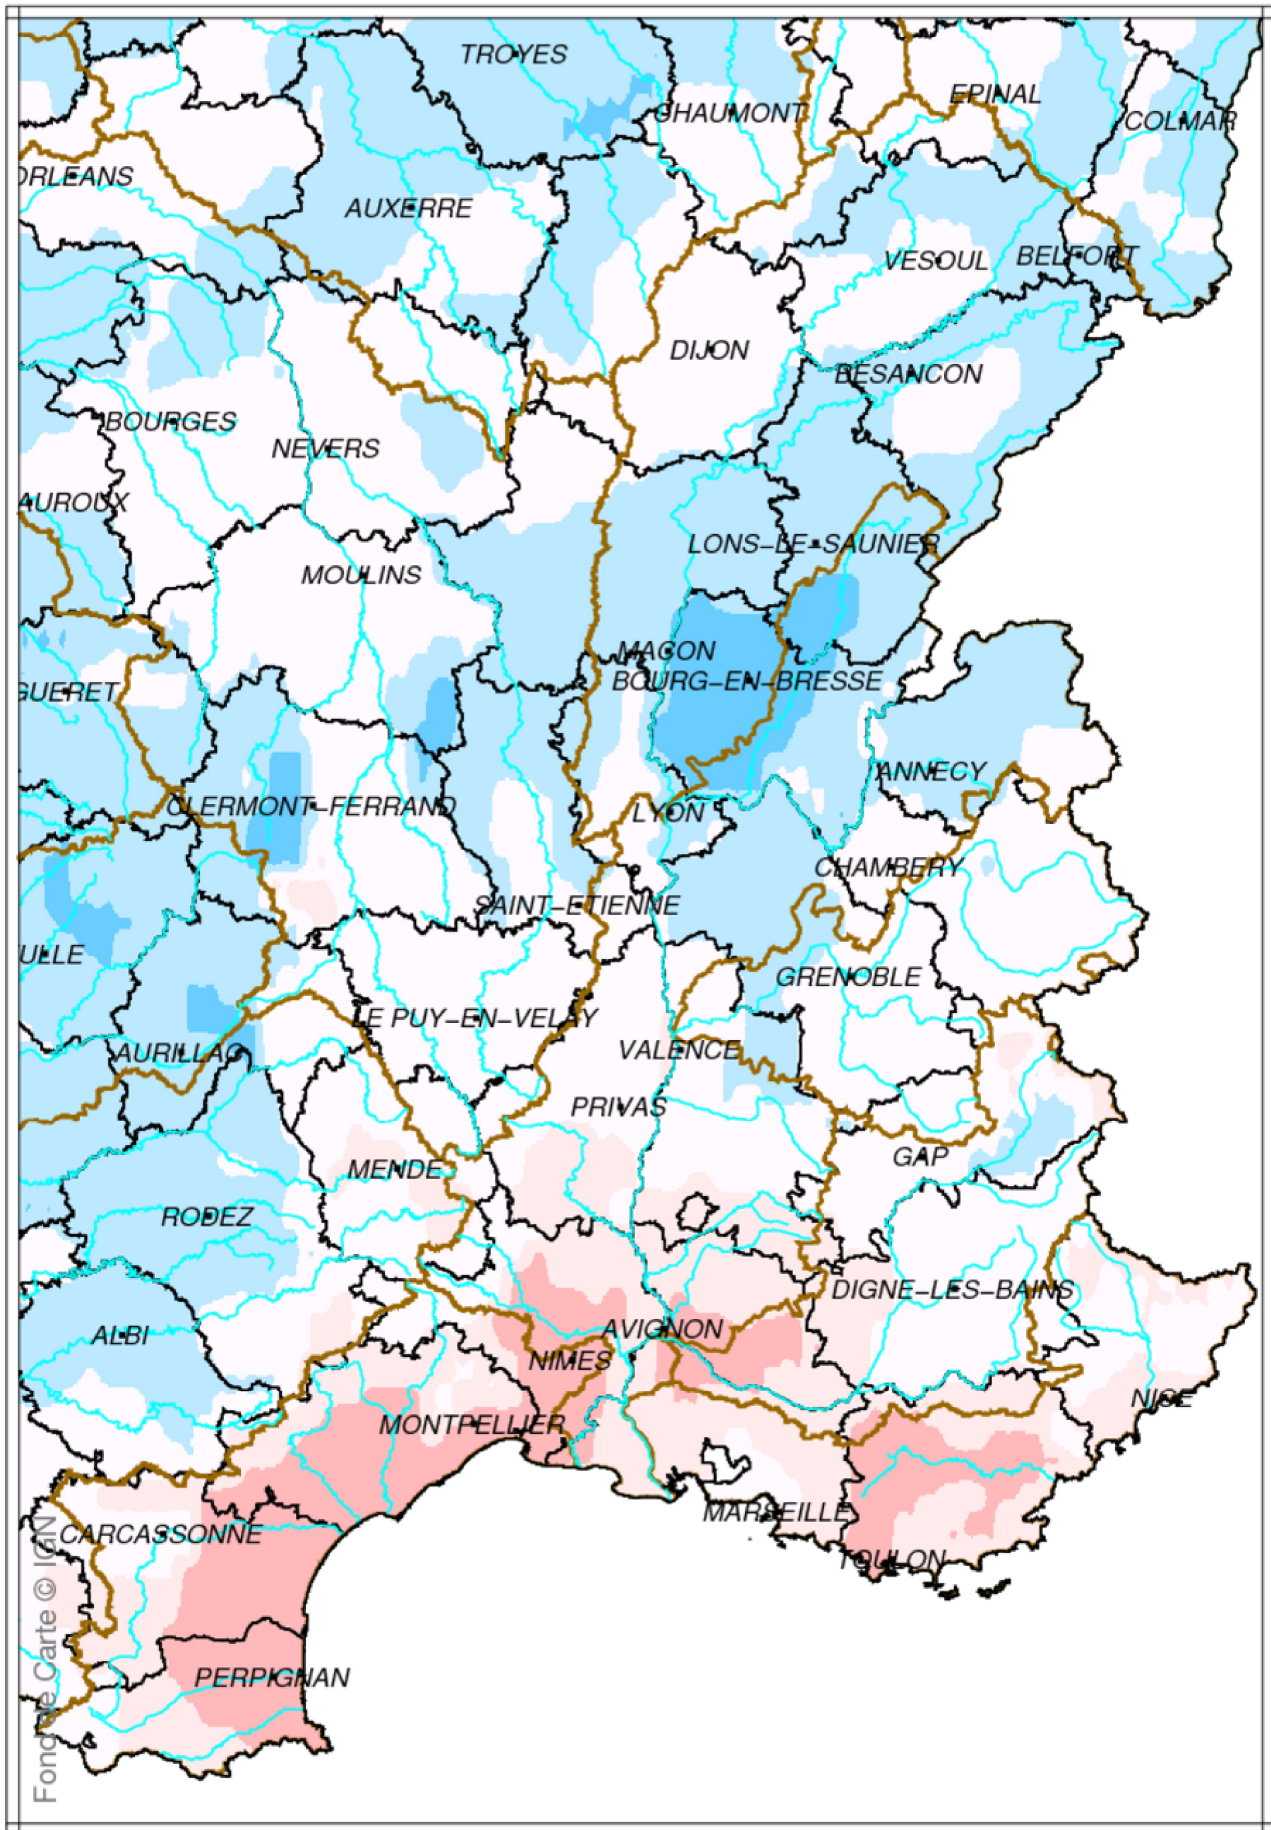 TROYES
EPINAL
CHAUMONT
COLMAR
ORLEANS
AUXERRE
VESOUL
BELFORT
DIJON
BESANCON
BOURGES
NEVERS
AUROUX
LONS-LE-SAUNIER
MOULINS
MACON
BOURG-EN-BRESSE
GUERET
ANNECY
CLERMONT-FERRAND
LYON
CHAMBERY
SAINT-ETIENNE
ULLE
GRENOBLE
LE PUY-EN-VELAY
AURILLAC
VALENCE
PRIVAS
GAP
MENDE
RODEZ
DIGNE-LES-BAINS
ALBI
AVIGNON
NIMES
NICE
MONTPELLIER
MARSEILLE
CARCASSONNE
TOULON
PERPIGNAN
Fond de Carte © IGN